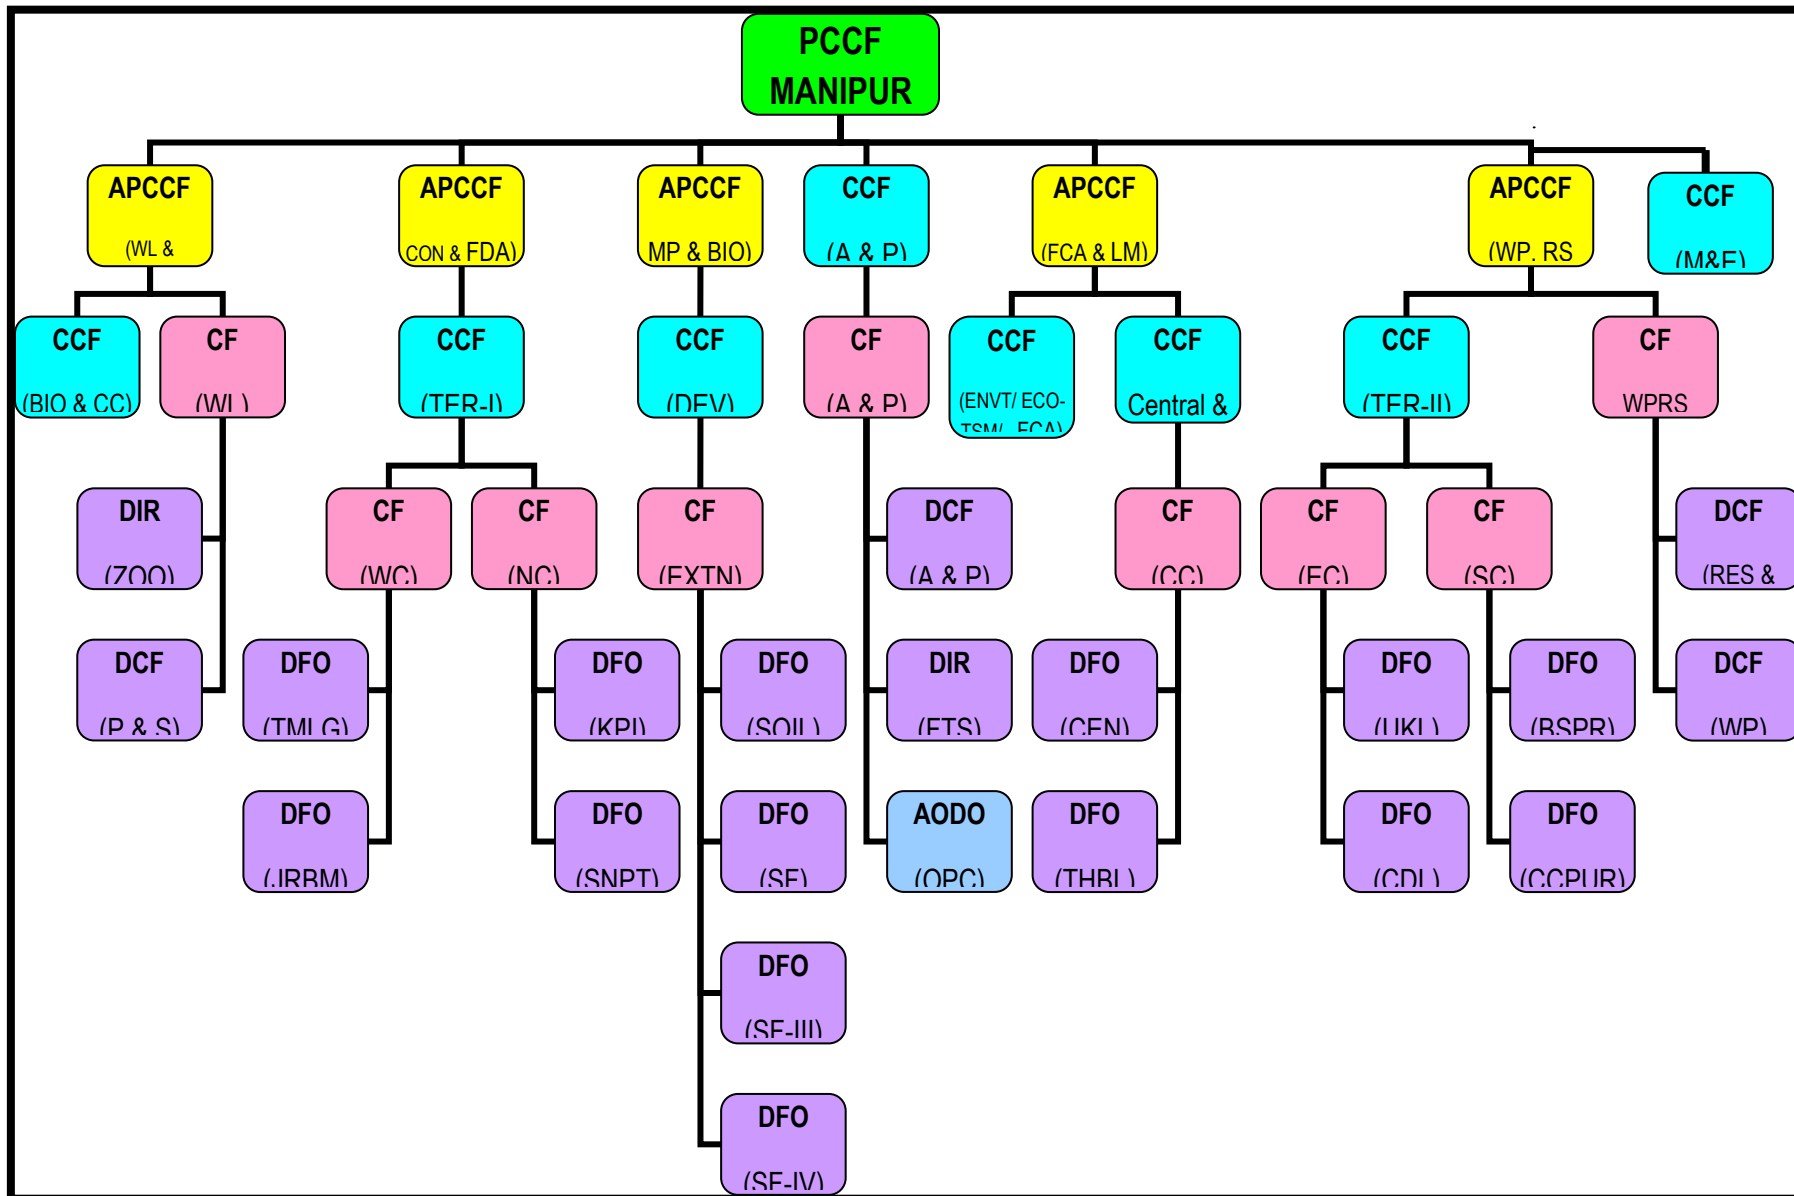 PCCF
MANIPUR
APCCF
(WL &
APCCF
CON & FDA)
APCCF
MP & BIO)
CCF
(A & P)
APCCF
(FCA & LM)
APCCF
(WP. RS
CCF
(M&E)
CCF
(BIO & CC)
CF
(WL)
CCF
(TER-I)
CCF
(DEV)
CF
(A & P)
CCF
(ENVT/ ECO-
TSM/ FCA)
CCF
Central &
CCF
(TER-II)
CF
WPRS
DIR
(ZOO)
CF
(WC)
CF
(NC)
CF
(EXTN)
DCF
(A & P)
CF
(CC)
CF
(EC)
CF
(SC)
DCF
(RES &
DCF
(P & S)
DFO
(TMLG)
DFO
(KPI)
DFO
(SOIL)
DIR
(FTS)
DFO
(CEN)
DFO
(UKL)
DFO
(BSPR)
DCF
(WP)
DFO
(JRBM)
DFO
(SNPT)
DFO
(SF)
AODO
(OPC)
DFO
(THBL)
DFO
(CDL)
DFO
(CCPUR)
DFO
(SF-III)
DFO
(SF-IV)